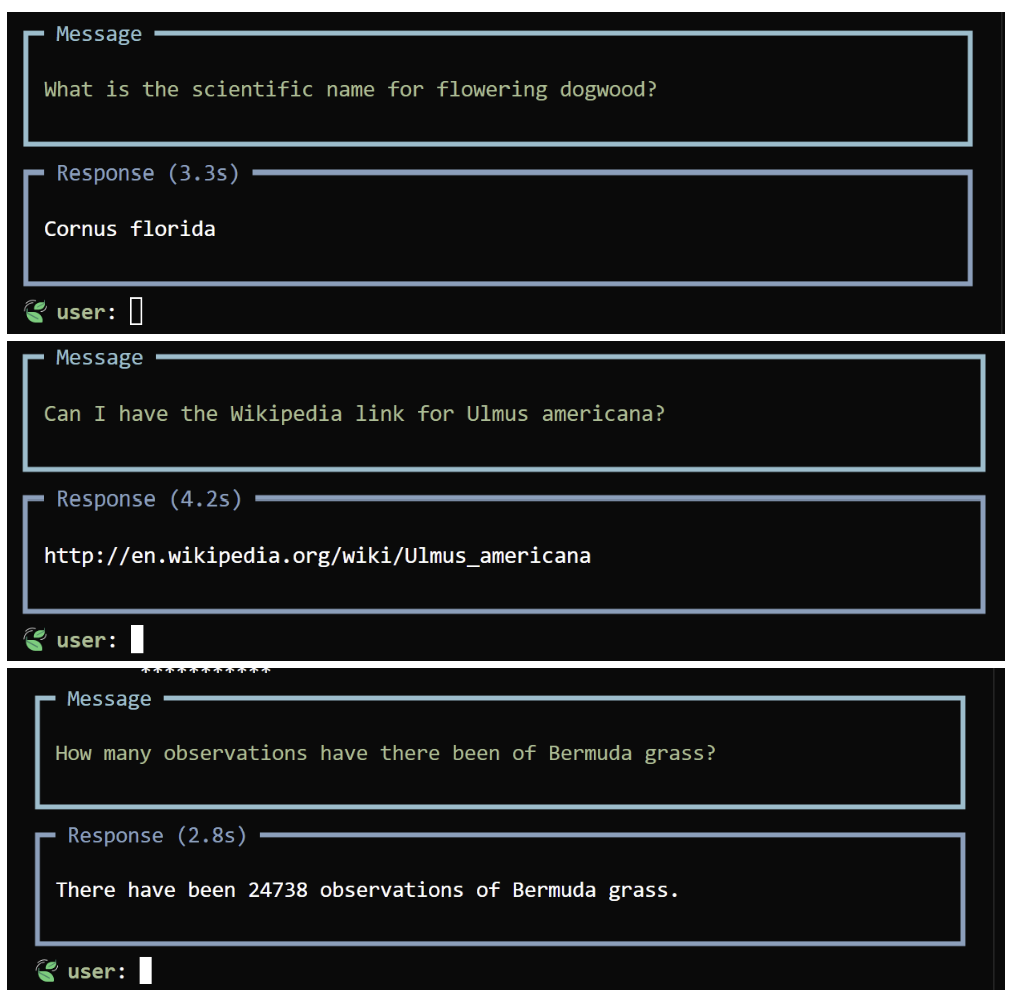 Message
What is the scientific name for flowering dogwood?
Response (3.3s)
Cornus florida
user:
Message
Can I have the Wikipedia link for Ulmus americana?
Response (4.2s)
http://en.wikipedia.org/wiki/Ulmus_americana
user:
***********
Message
How many observations have there been of Bermuda grass?
Response (2.8s)
There have been 24738 observations of Bermuda grass.
user: